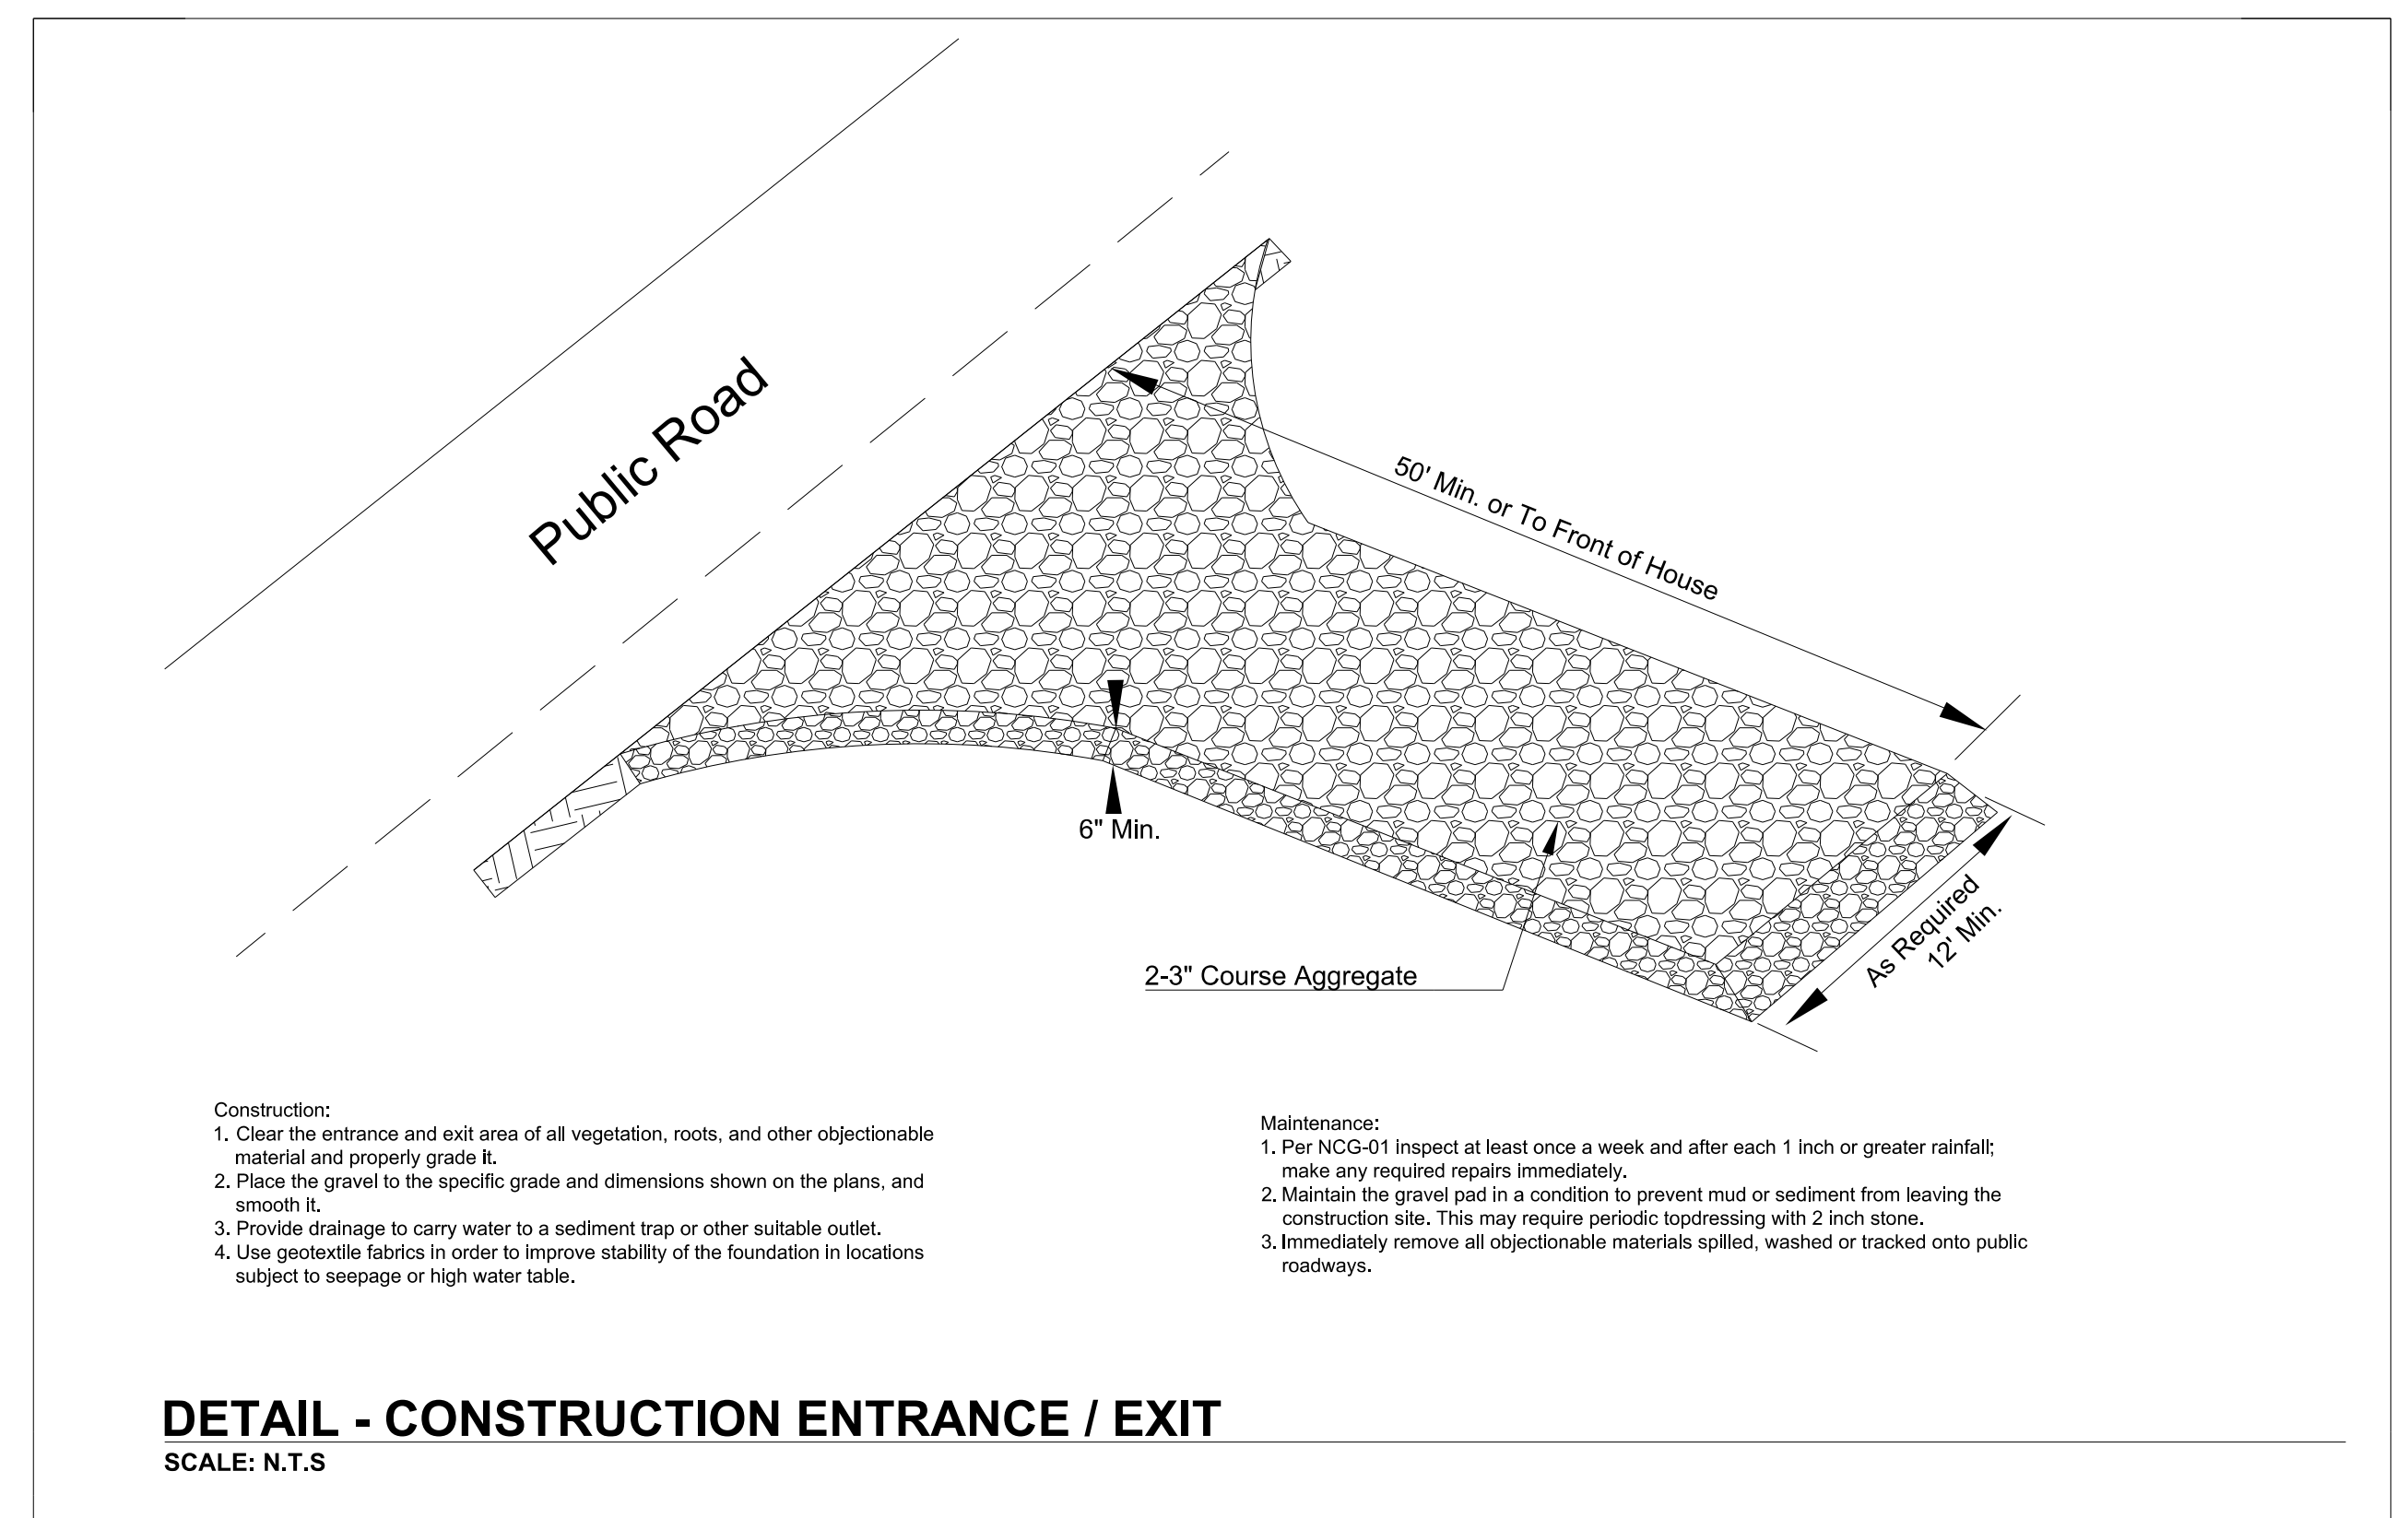 Public Road
50' Min. or To Front of House
6" Min.
As Required
12' Min.
2-3" Course Aggregate
Construction:
1. Clear the entrance and exit area of all vegetation, roots, and other objectionable
material and properly grade it.
2. Place the gravel to the specific grade and dimensions shown on the plans, and
smooth it.
3. Provide drainage to carry water to a sediment trap or other suitable outlet.
4. Use geotextile fabrics in order to improve stability of the foundation in locations
subject to seepage or high water table.
Maintenance:
1. Per NCG-01 inspect at least once a week and after each 1 inch or greater rainfall;
make any required repairs immediately.
2. Maintain the gravel pad in a condition to prevent mud or sediment from leaving the
construction site. This may require periodic topdressing with 2 inch stone.
3. Immediately remove all objectionable materials spilled, washed or tracked onto public
roadways.
DETAIL - CONSTRUCTION ENTRANCE / EXIT
SCALE: N.T.S